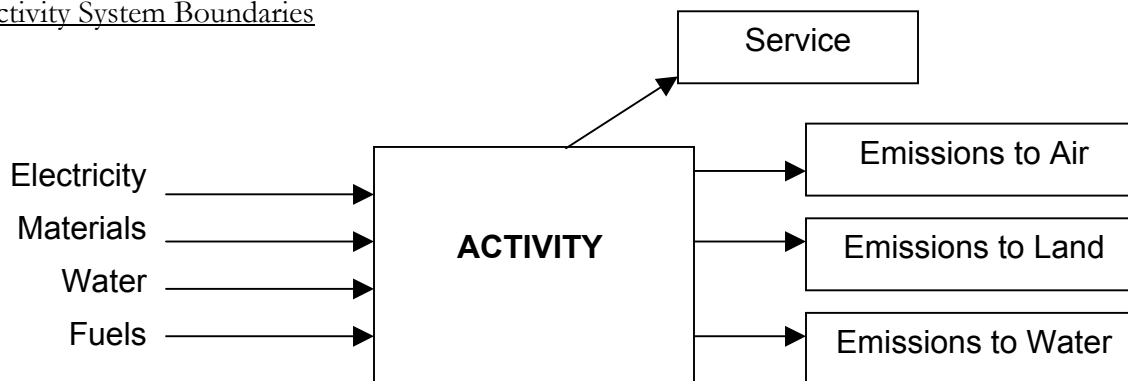 ctivity System Boundaries
Service
Electricity
Materials
Water
Fuels
ACTIVITY
Emissions to Air
Emissions to Land
Emissions to Water